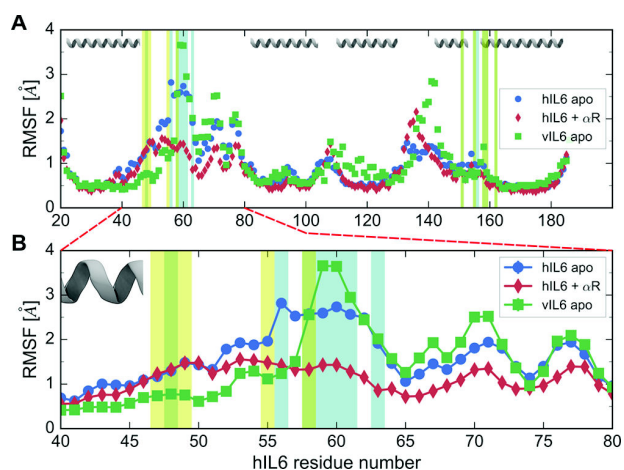 A
4
3
2
1
0
RMSF [Å]
hIL6 apo
hIL6 + αR
vIL6 apo
20 40 60 80 100 120 140 160 180
B
4
3
2
1
0
RMSF [Å]
hIL6 apo
hIL6 + αR
vIL6 apo
40 45 50 55 60 65 70 75 80
hIL6 residue number